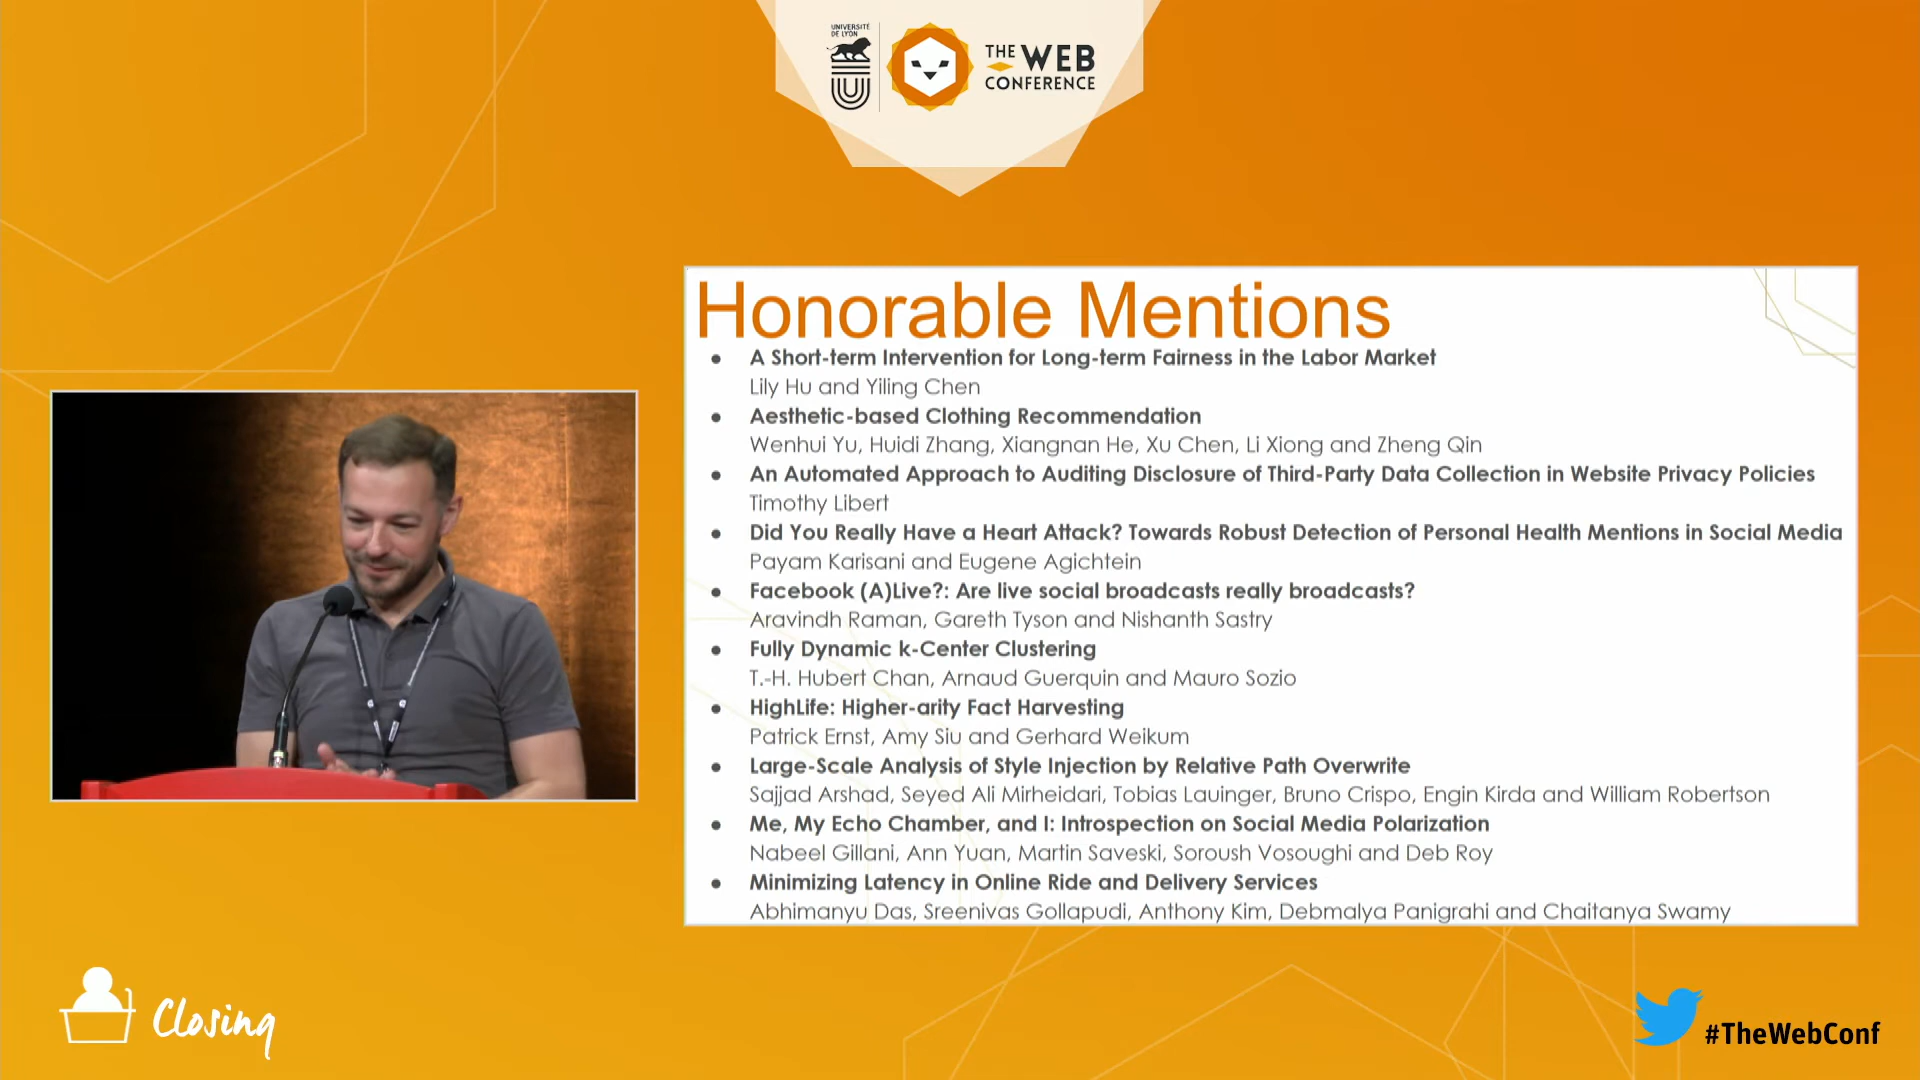 UNIVERSITÉ
DE LYON
THE WEB
CONFERENCE
Honorable Mentions
● A Short-term Intervention for Long-term Fairness in the Labor Market
Lily Hu and Yiling Chen
● Aesthetic-based Clothing Recommendation
Wenhui Yu, Huidi Zhang, Xiangnan He, Xu Chen, Li Xiong and Zheng Qin
● An Automated Approach to Auditing Disclosure of Third-Party Data Collection in Website Privacy Policies
Timothy Libert
● Did You Really Have a Heart Attack? Towards Robust Detection of Personal Health Mentions in Social Media
Payam Karisani and Eugene Agichtein
● Facebook (A)Live?: Are live social broadcasts really broadcasts?
Aravindh Raman, Gareth Tyson and Nishanth Sastry
● Fully Dynamic k-Center Clustering
T.-H. Hubert Chan, Arnaud Guerquin and Mauro Sozio
● HighLife: Higher-arity Fact Harvesting
Patrick Ernst, Amy Siu and Gerhard Weikum
● Large-Scale Analysis of Style Injection by Relative Path Overwrite
Sajjad Arshad, Seyed Ali Mirheidari, Tobias Lauinger, Bruno Crispo, Engin Kirda and William Robertson
● Me, My Echo Chamber, and I: Introspection on Social Media Polarization
Nabeel Gillani, Ann Yuan, Martin Saveski, Soroush Vosoughi and Deb Roy
● Minimizing Latency in Online Ride and Delivery Services
Abhimanyu Das, Sreenivas Gollapudi, Anthony Kim, Debmalya Panigrahi and Chaitanya Swamy
Closing
#TheWebConf